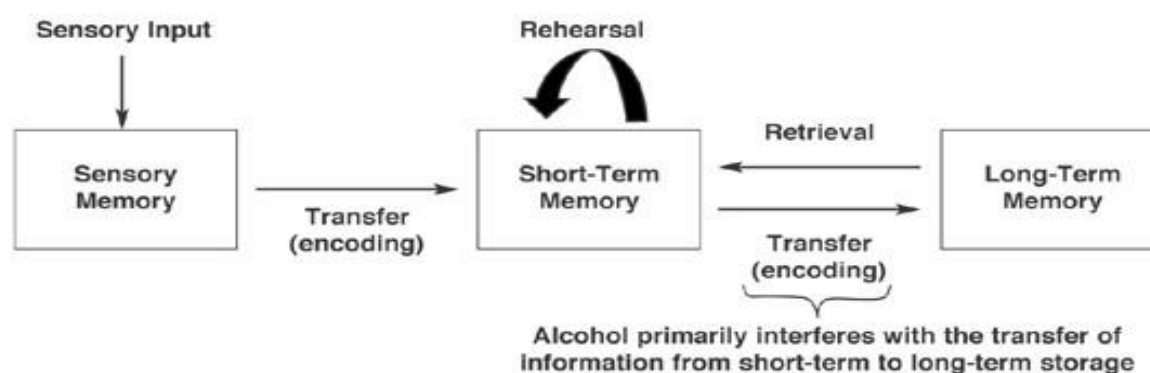 Sensory Input
Rehearsal
Sensory
Memory
Transfer
(encoding)
Short-Term
Memory
Retrieval
Transfer
(encoding)
Long-Term
Memory
Alcohol primarily interferes with the transfer of
information from short-term to long-term storage